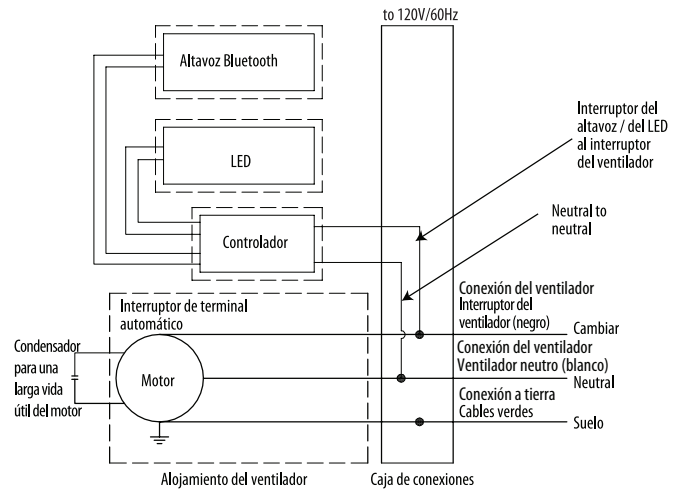 to 120V/60Hz
Altavoz Bluetooth
LED
Controlador
Interruptor del
altavoz / del LED
al interruptor
del ventilador
Neutral to
neutral
Interruptor de terminal
automático
Condensador
para una
larga vida
útil del motor
Motor
Conexión del ventilador
Interruptor del
ventilador (negro)
Cambiar
Conexión del ventilador
Ventilador neutro (blanco)
Neutral
Conexión a tierra
Cables verdes
Suelo
Alojamiento del ventilador
Caja de conexiones